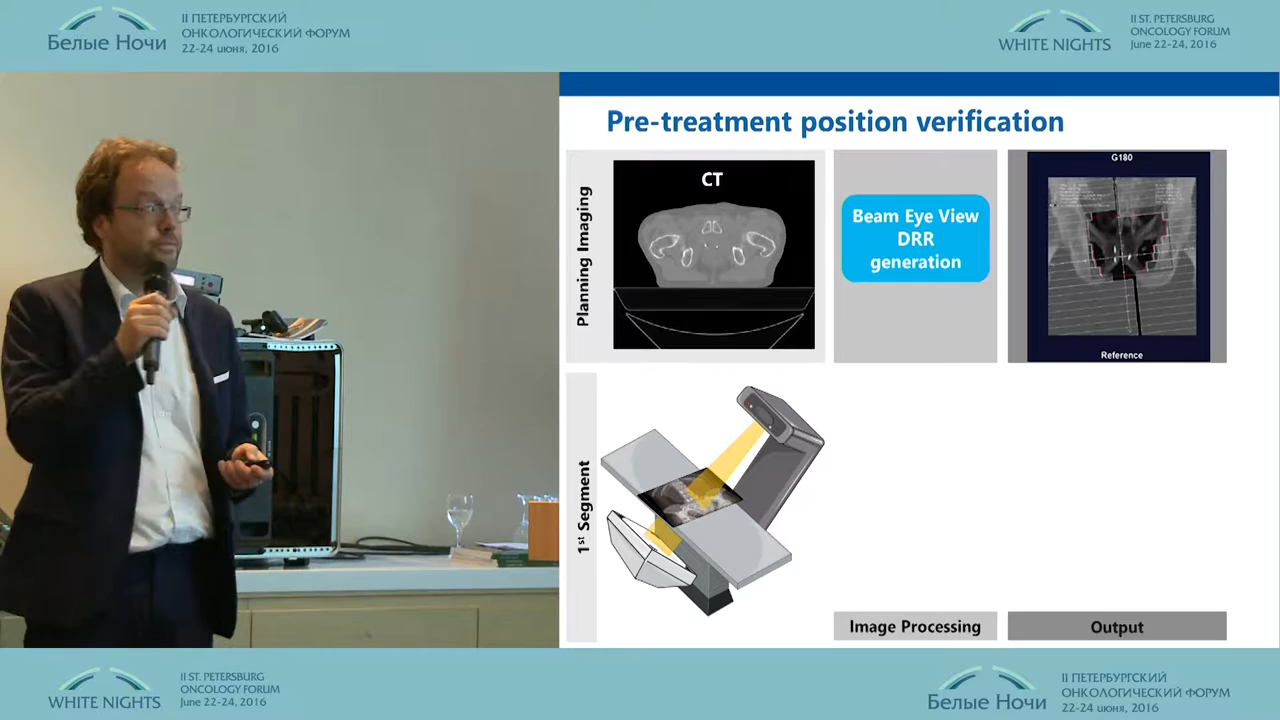 Белые Ночи
II ПЕТЕРБУРГСКИЙ
ОНКОЛОГИЧЕСКИЙ ФОРУМ
22-24 июня, 2016
WHITE NIGHTS
II ST. PETERSBURG
ONCOLOGY FORUM
June 22-24, 2016
Pre-treatment position verification
Planning Imaging
CT
Beam Eye View
DRR
generation
G180
Reference
1st Segment
Image Processing
Output
WHITE NIGHTS
II ST. PETERSBURG
ONCOLOGY FORUM
June 22-24, 2016
Белые Ночи
II ПЕТЕРБУРГСКИЙ
ОНКОЛОГИЧЕСКИЙ ФОРУМ
22-24 июня, 2016